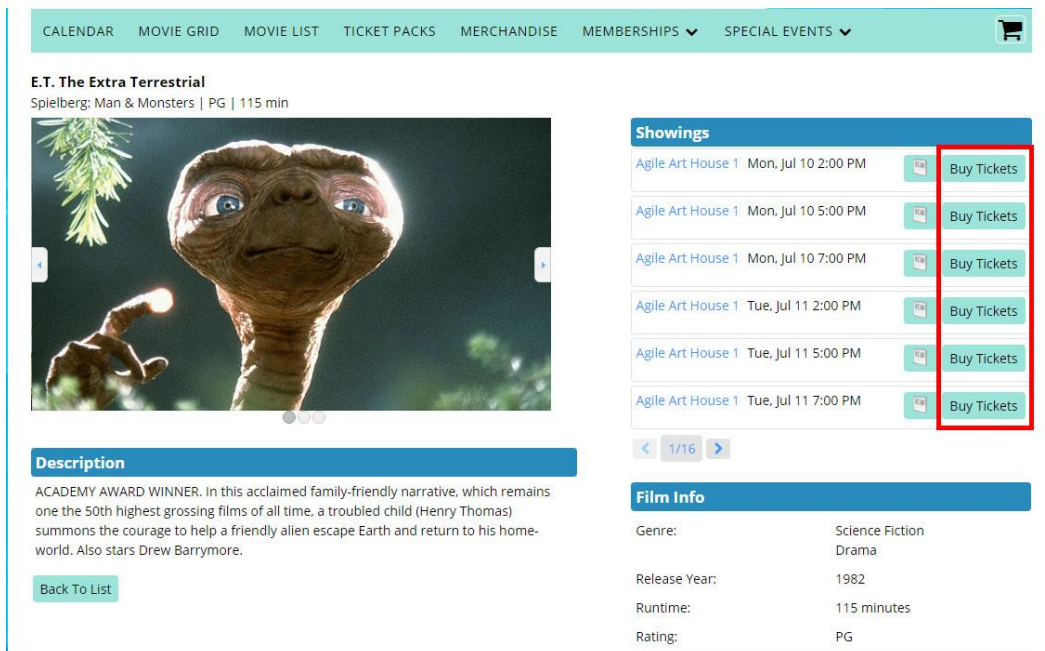 CALENDAR MOVIE GRID MOVIE LIST TICKET PACKS MERCHANDISE MEMBERSHIPS SPECIAL EVENTS
E.T. The Extra Terrestrial
Spielberg: Man & Monsters | PG | 115 min
Showings
Agile Art House 1 Mon, Jul 10 2:00 PM Buy Tickets
Agile Art House 1 Mon, Jul 10 5:00 PM Buy Tickets
Agile Art House 1 Mon, Jul 10 7:00 PM Buy Tickets
Agile Art House 1 Tue, Jul 11 2:00 PM Buy Tickets
Agile Art House 1 Tue, Jul 11 5:00 PM Buy Tickets
Agile Art House 1 Tue, Jul 11 7:00 PM Buy Tickets
1/16
Description
ACADEMY AWARD WINNER. In this acclaimed family-friendly narrative, which remains
one the 50th highest grossing films of all time, a troubled child (Henry Thomas)
summons the courage to help a friendly alien escape Earth and return to his home-
world. Also stars Drew Barrymore.
Back To List
Film Info
Genre: Science Fiction
Drama
Release Year: 1982
Runtime: 115 minutes
Rating: PG